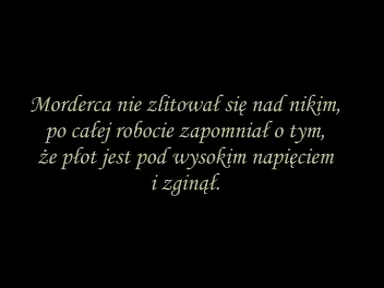 Morderca nie zlitował się nad nikim,
po całej robocie zapomniał o tym,
że płot jest pod wysokim napięciem
i zginął.